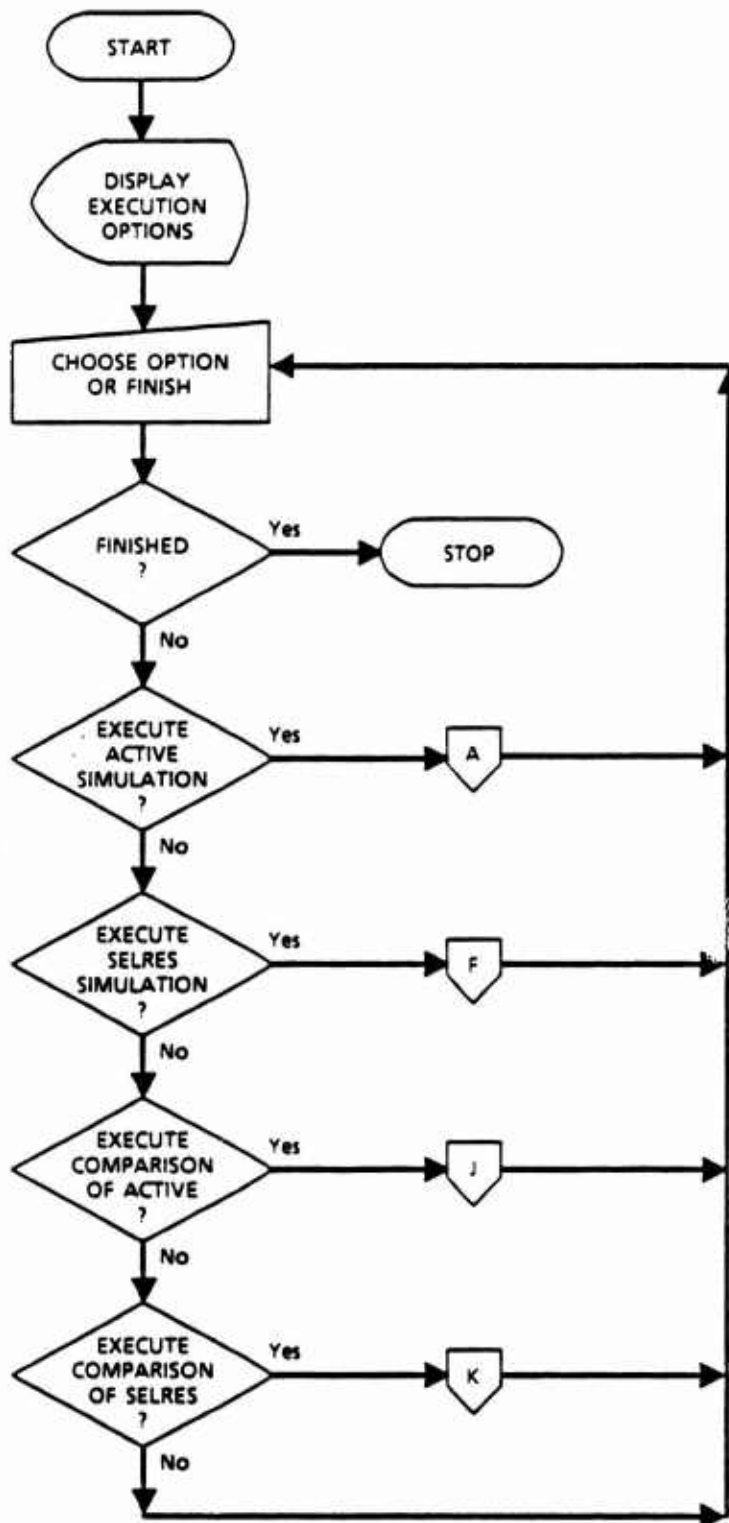 START
DISPLAY
EXECUTION
OPTIONS
CHOOSE OPTION
OR FINISH
FINISHED
?
Yes
STOP
No
EXECUTE
ACTIVE
SIMULATION
?
Yes
A
No
EXECUTE
SELRES
SIMULATION
?
Yes
F
No
EXECUTE
COMPARISON
OF ACTIVE
?
Yes
J
No
EXECUTE
COMPARISON
OF SELRES
?
Yes
K
No